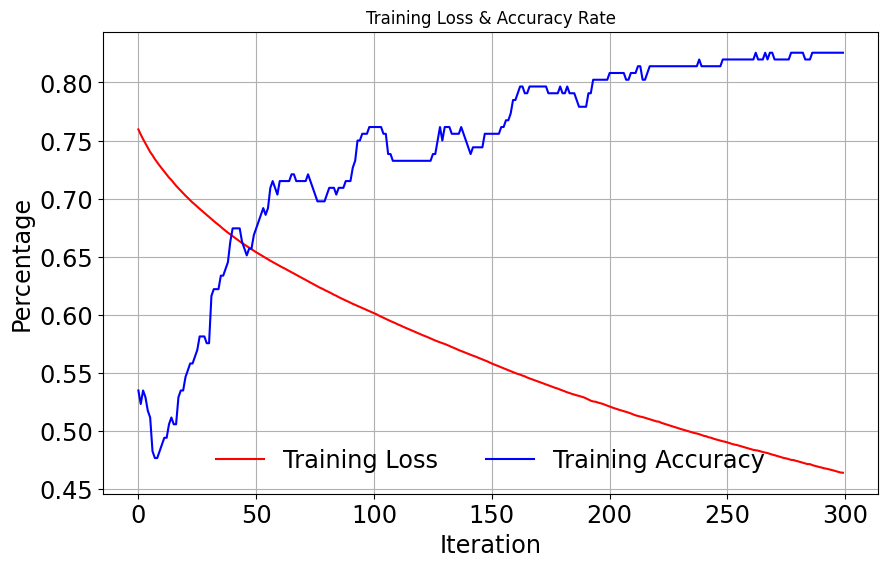 Training Loss & Accuracy Rate
Percentage
0.80
0.75
0.70
0.65
0.60
0.55
0.50
0.45
Training Loss
Training Accuracy
0 50 100 150 200 250 300
Iteration